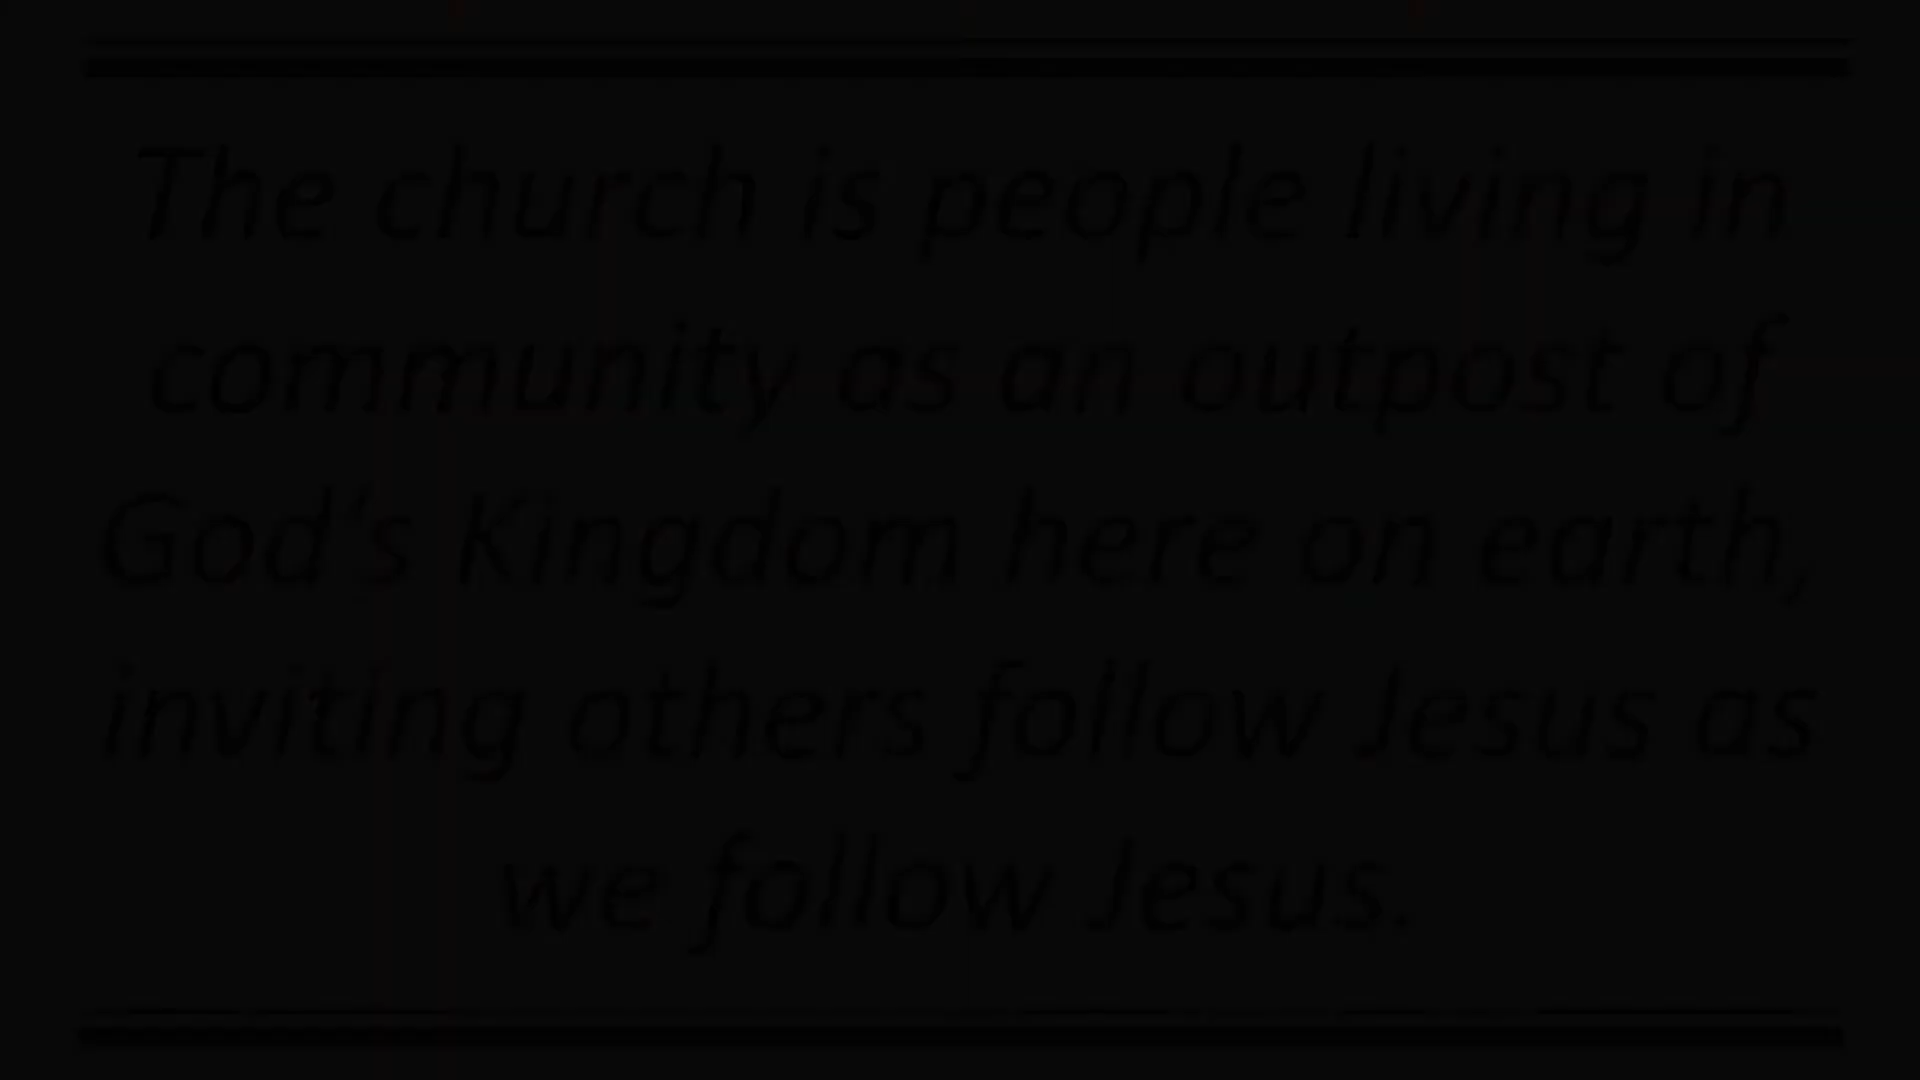 The church is people living in
community as an outpost of
God's Kingdom here on earth,
inviting others follow Jesus as
we follow Jesus.